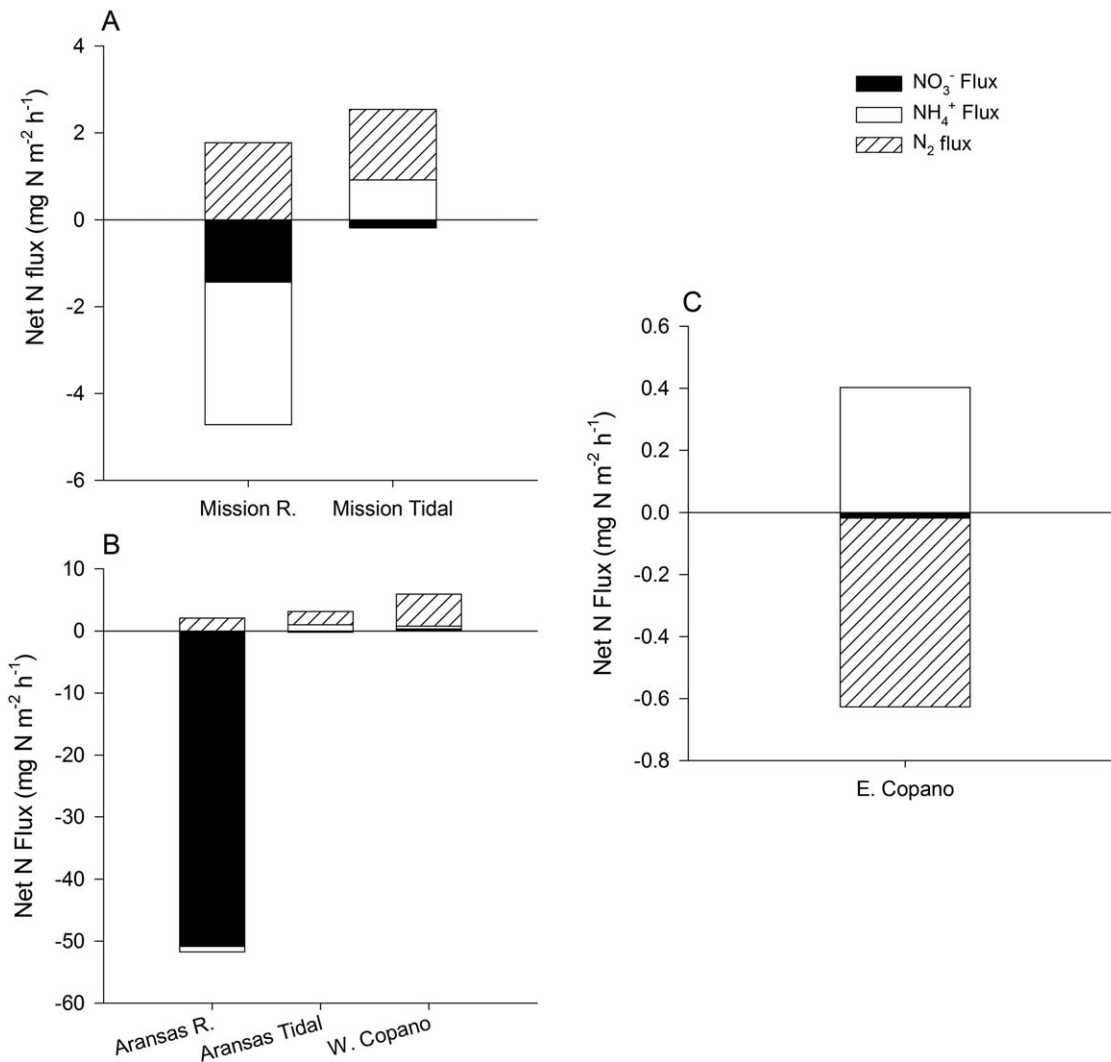 A
Net N flux (mg N m⁻² h⁻¹)
4
2
0
-2
-4
-6
Mission R.
Mission Tidal
NO₃⁻ Flux
NH₄⁺ Flux
N₂ flux
B
Net N Flux (mg N m⁻² h⁻¹)
10
0
-10
-20
-30
-40
-50
-60
Aransas R.
Aransas Tidal
W. Copano
C
Net N Flux (mg N m⁻² h⁻¹)
0.6
0.4
0.2
0.0
-0.2
-0.4
-0.6
-0.8
E. Copano